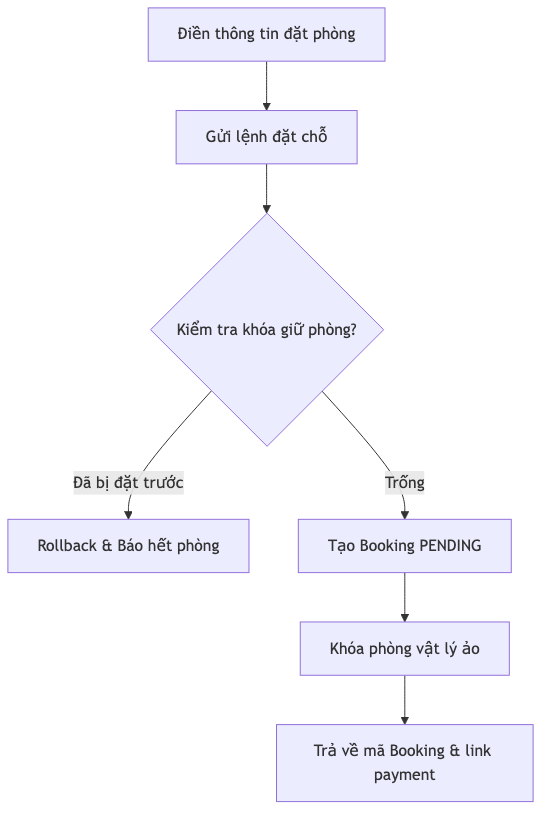 Điền thông tin đặt phòng
Gửi lệnh đặt chỗ
Kiểm tra khóa giữ phòng?
Đã bị đặt trước
Trống
Rollback & Báo hết phòng
Tạo Booking PENDING
Khóa phòng vật lý ảo
Trả về mã Booking & link
payment